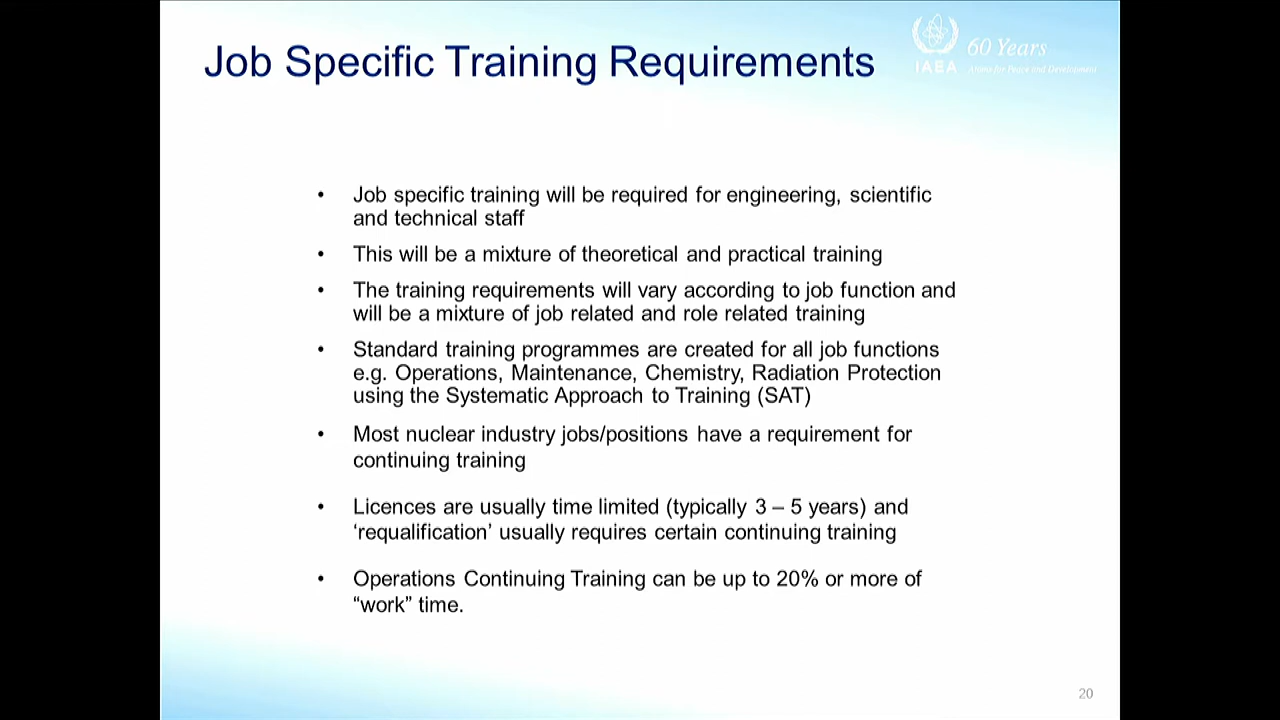 Job Specific Training Requirements
60 Years
IAEA Atoms for Peace and Development
• Job specific training will be required for engineering, scientific
and technical staff
• This will be a mixture of theoretical and practical training
• The training requirements will vary according to job function and
will be a mixture of job related and role related training
• Standard training programmes are created for all job functions
e.g. Operations, Maintenance, Chemistry, Radiation Protection
using the Systematic Approach to Training (SAT)
• Most nuclear industry jobs/positions have a requirement for
continuing training
• Licences are usually time limited (typically 3 – 5 years) and
‘requalification’ usually requires certain continuing training
• Operations Continuing Training can be up to 20% or more of
“work” time.
20